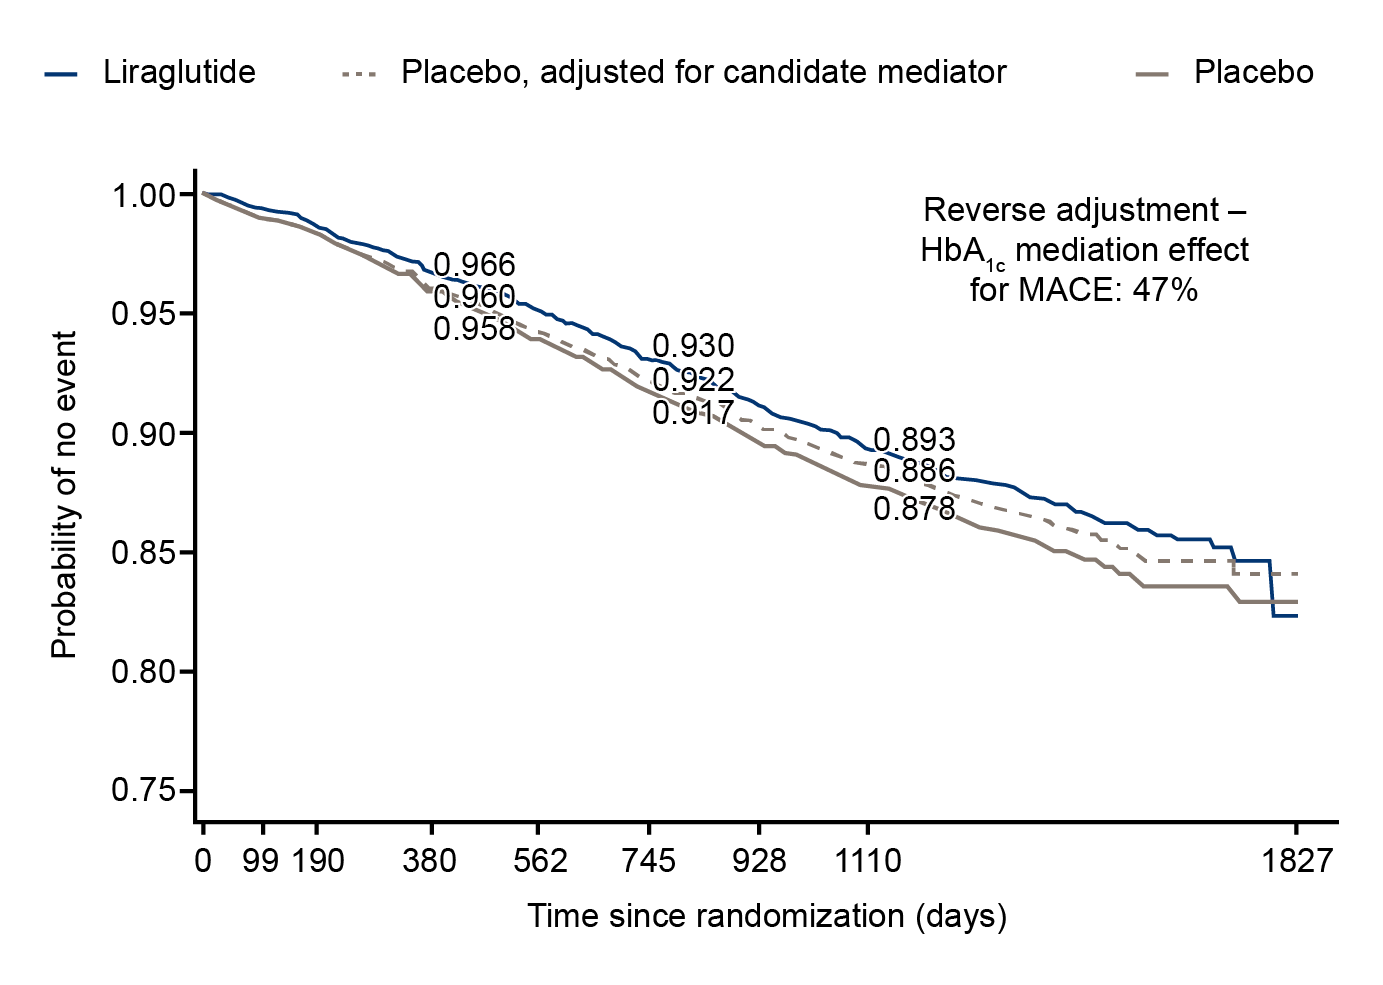 Liraglutide
Placebo, adjusted for candidate mediator
Placebo
Reverse adjustment –
HbA1c mediation effect
for MACE: 47%
Probability of no event
1.00
0.95
0.90
0.85
0.80
0.75
0.966
0.960
0.958
0.930
0.922
0.917
0.893
0.886
0.878
0 99 190 380 562 745 928 1110 1827
Time since randomization (days)